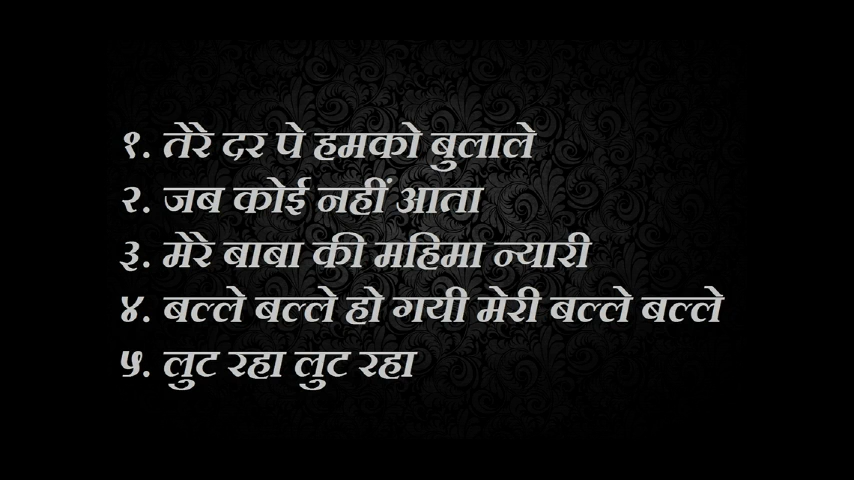 १. तेरे दर पे हमको बुलाले
२. जब कोई नहीं आता
३. मेरे बाबा की महिमा न्यारी
४. बल्ले बल्ले हो गयी मेरी बल्ले बल्ले
५. लुट रहा लुट रहा